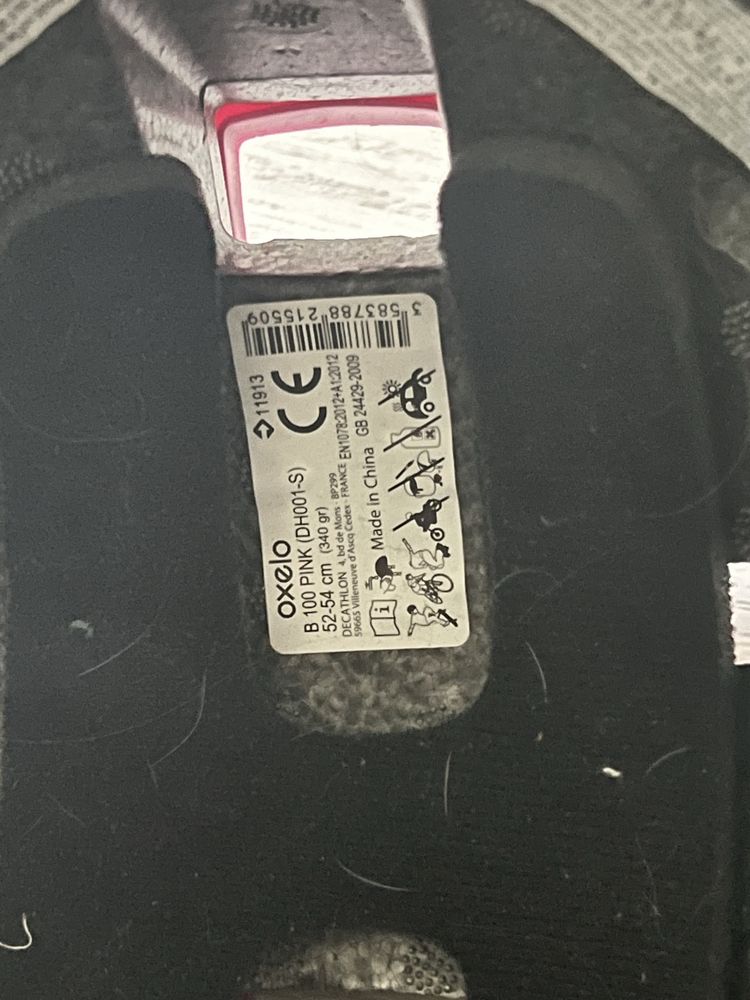 oxelo
11913
B 100 PINK (DH001-S)
CE
52-54 cm (340 gr)
DECATHLON 4, bd de Mons - BP299
59665 Villeneuve d'Ascq Cedex - FRANCE
EN1078:2012+A1:2012
Made in China
GB 24429-2009
3 583788 215509